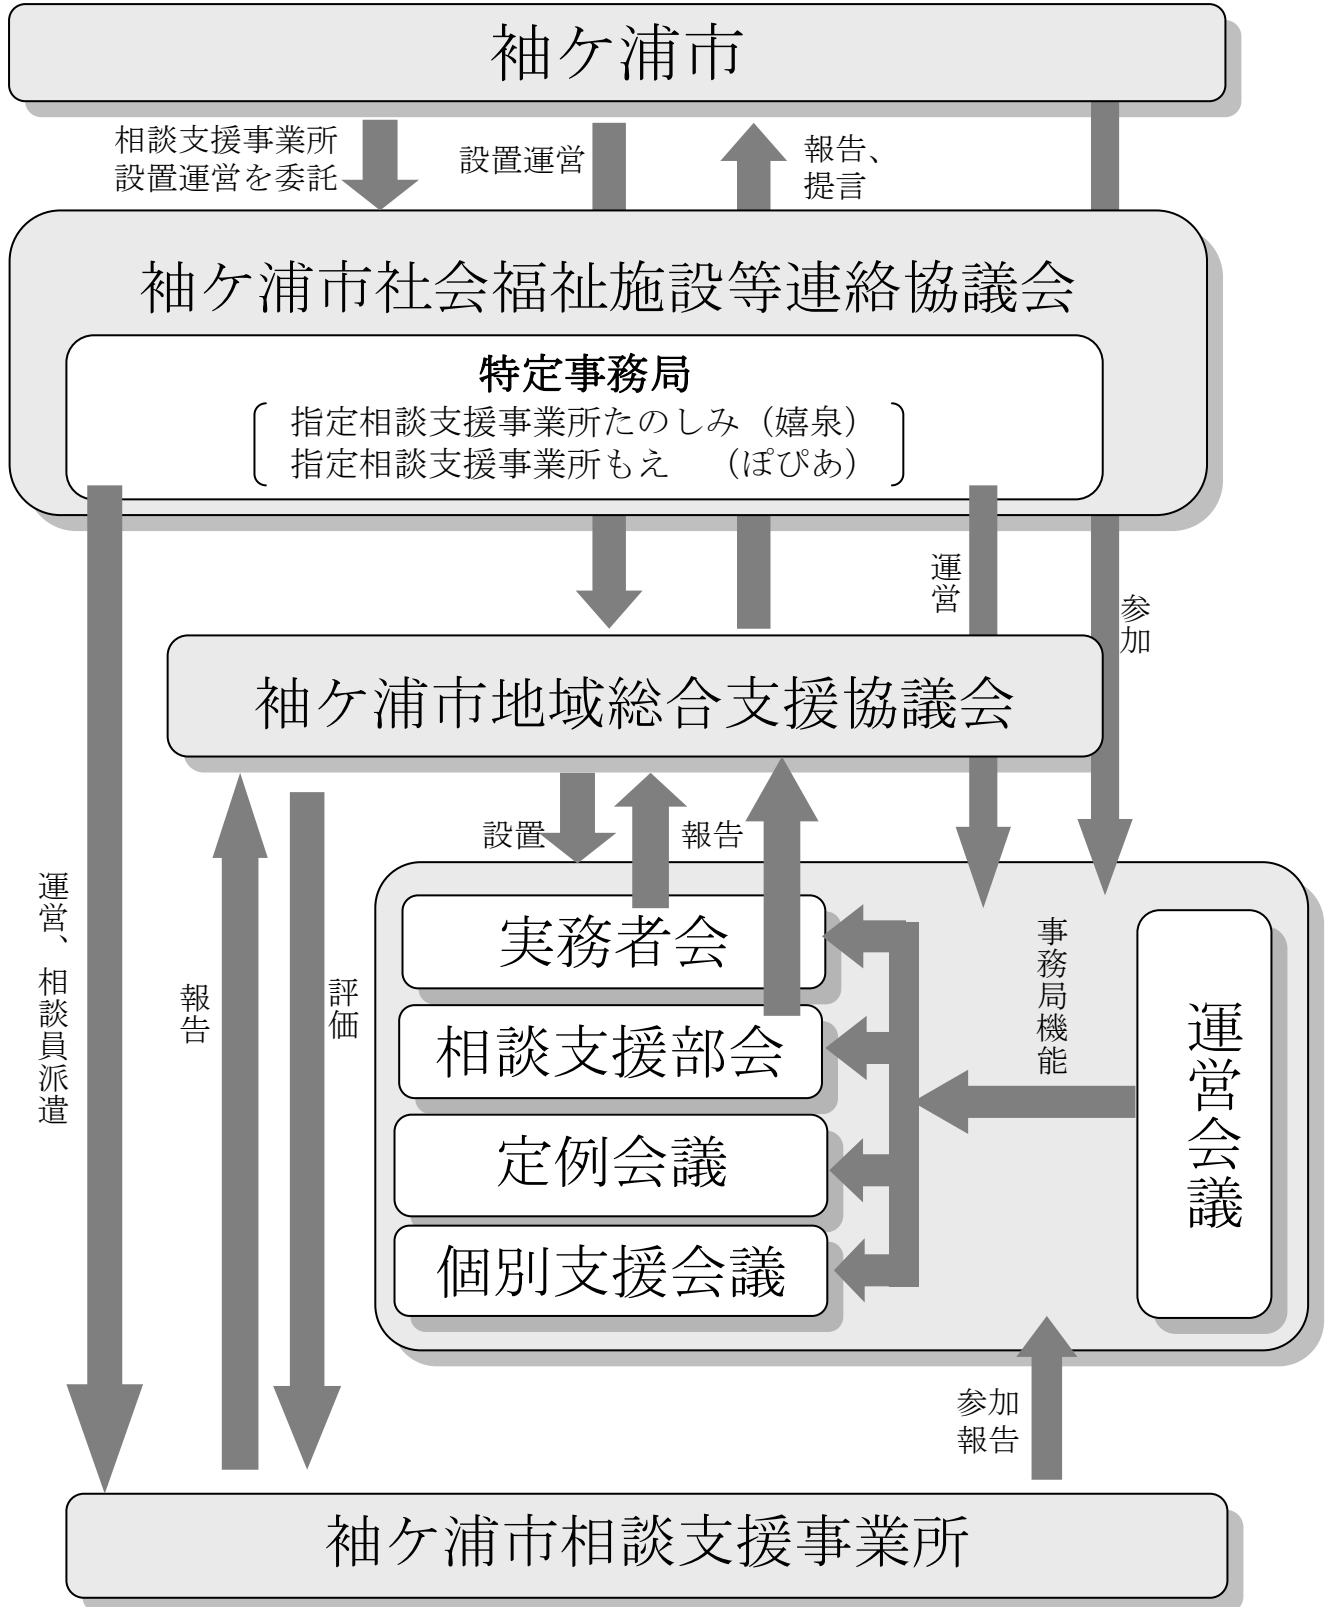 袖ケ浦市
相談支援事業所
設置運営を委託
設置運営
報告、
提言
袖ケ浦市社会福祉施設等連絡協議会
特定事務局
指定相談支援事業所たのしみ（嬉泉）
指定相談支援事業所もえ　（ぽぴあ）
運営
参加
袖ケ浦市地域総合支援協議会
設置
報告
運営、相談員派遣
報告
評価
実務者会
相談支援部会
定例会議
個別支援会議
事務局機能
運営会議
参加
報告
袖ケ浦市相談支援事業所